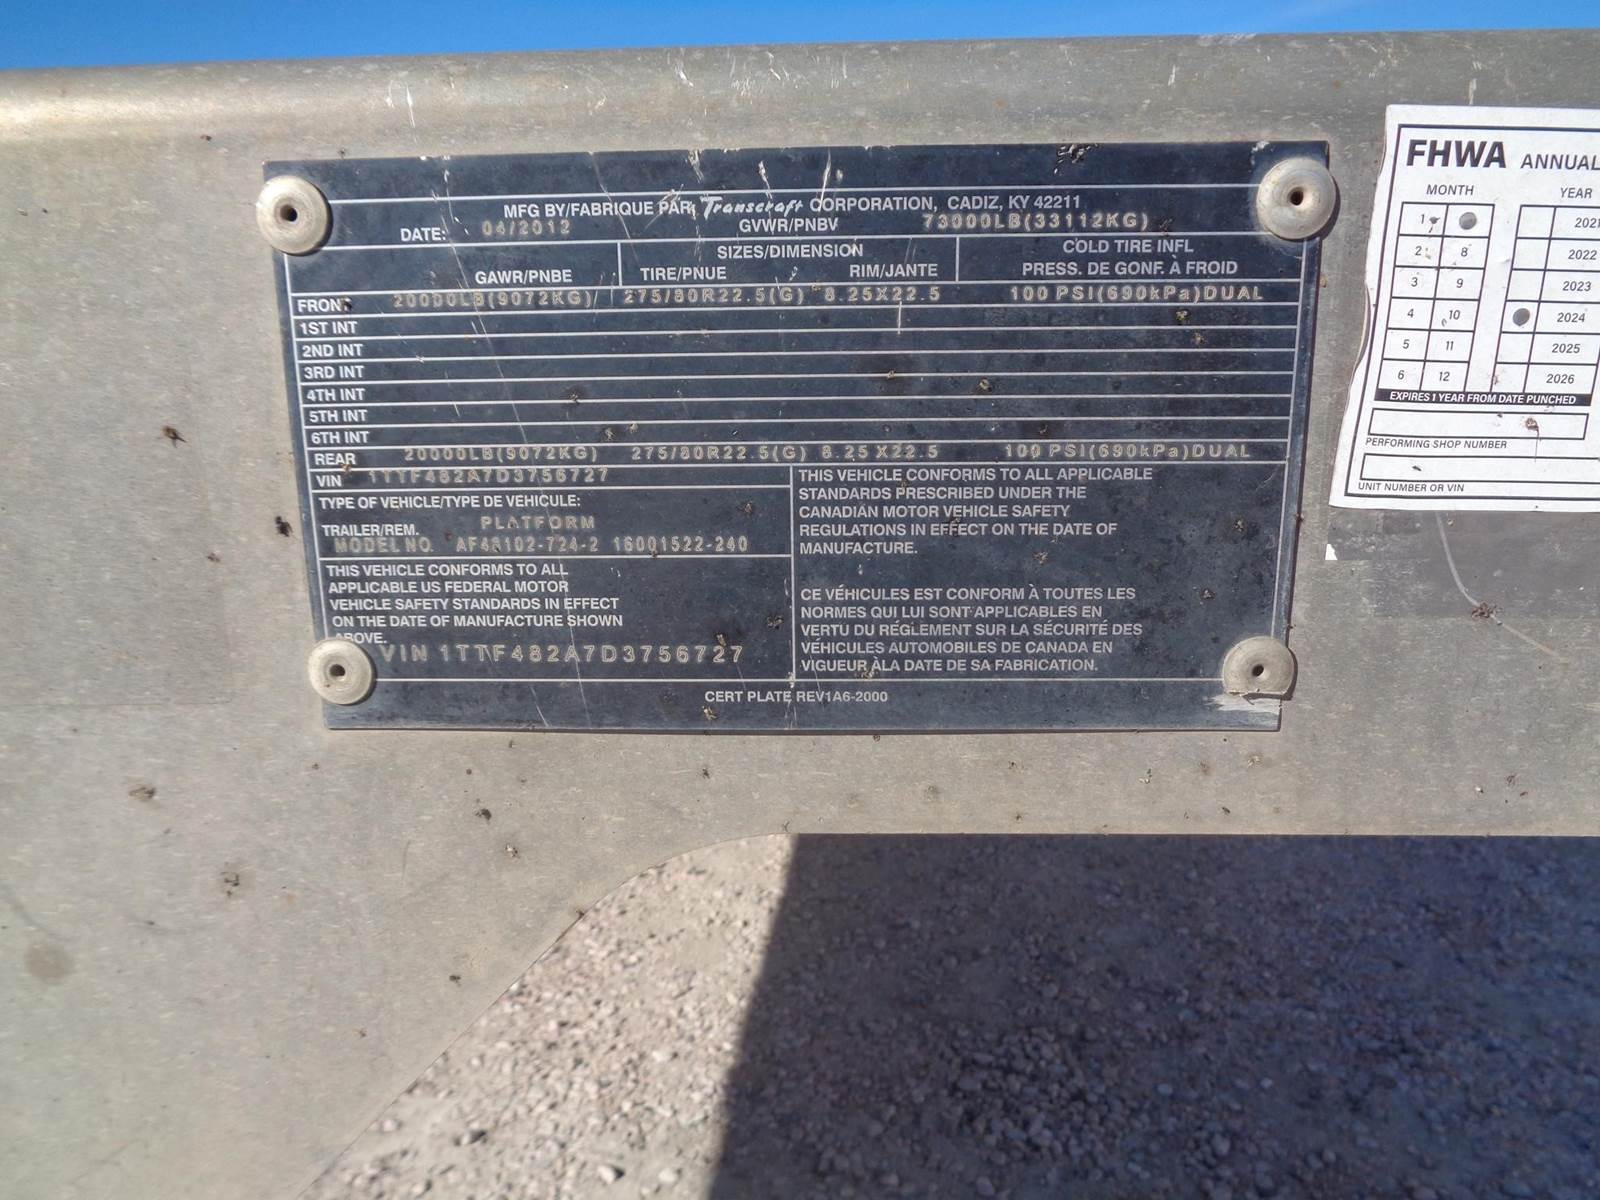 MFG BY/FABRIQUE PAR Transcraft CORPORATION, CADIZ, KY 42211
DATE: 04/2012 GVWR/PNBV 73000LB(33112KG)
SIZES/DIMENSION COLD TIRE INFL
GAWR/PNBE TIRE/PNUE RIM/JANTE PRESS. DE GONF. À FROID
FRONT 20000LB(9072KG) 275/80R22.5(G) 8.25X22.5 100 PSI(690kPa)DUAL
1ST INT
2ND INT
3RD INT
4TH INT
5TH INT
6TH INT
REAR 20000LB(9072KG) 275/80R22.5(G) 8.25X22.5 100 PSI(690kPa)DUAL
VIN 1TTF482A7D3756727
TYPE OF VEHICLE/TYPE DE VEHICULE:
TRAILER/REM. PLATFORM
MODEL NO. AF48102-724-2 16001522-240
THIS VEHICLE CONFORMS TO ALL
APPLICABLE US FEDERAL MOTOR
VEHICLE SAFETY STANDARDS IN EFFECT
ON THE DATE OF MANUFACTURE SHOWN
ABOVE.
VIN 1TTF482A7D3756727
THIS VEHICLE CONFORMS TO ALL APPLICABLE
STANDARDS PRESCRIBED UNDER THE
CANADIAN MOTOR VEHICLE SAFETY
REGULATIONS IN EFFECT ON THE DATE OF
MANUFACTURE.
CE VÉHICULES EST CONFORM À TOUTES LES
NORMES QUI LUI SONT APPLICABLES EN
VERTU DU RÉGLEMENT SUR LA SÉCURITÉ DES
VÉHICULES AUTOMOBILES DE CANADA EN
VIGUEUR ÀLA DATE DE SA FABRICATION.
CERT PLATE REV1A6-2000
FHWA ANNUAL
MONTH YEAR
1 2021
2 8 2022
3 9 2023
4 10 2024
5 11 2025
6 12 2026
EXPIRES 1 YEAR FROM DATE PUNCHED
PERFORMING SHOP NUMBER
UNIT NUMBER OR VIN